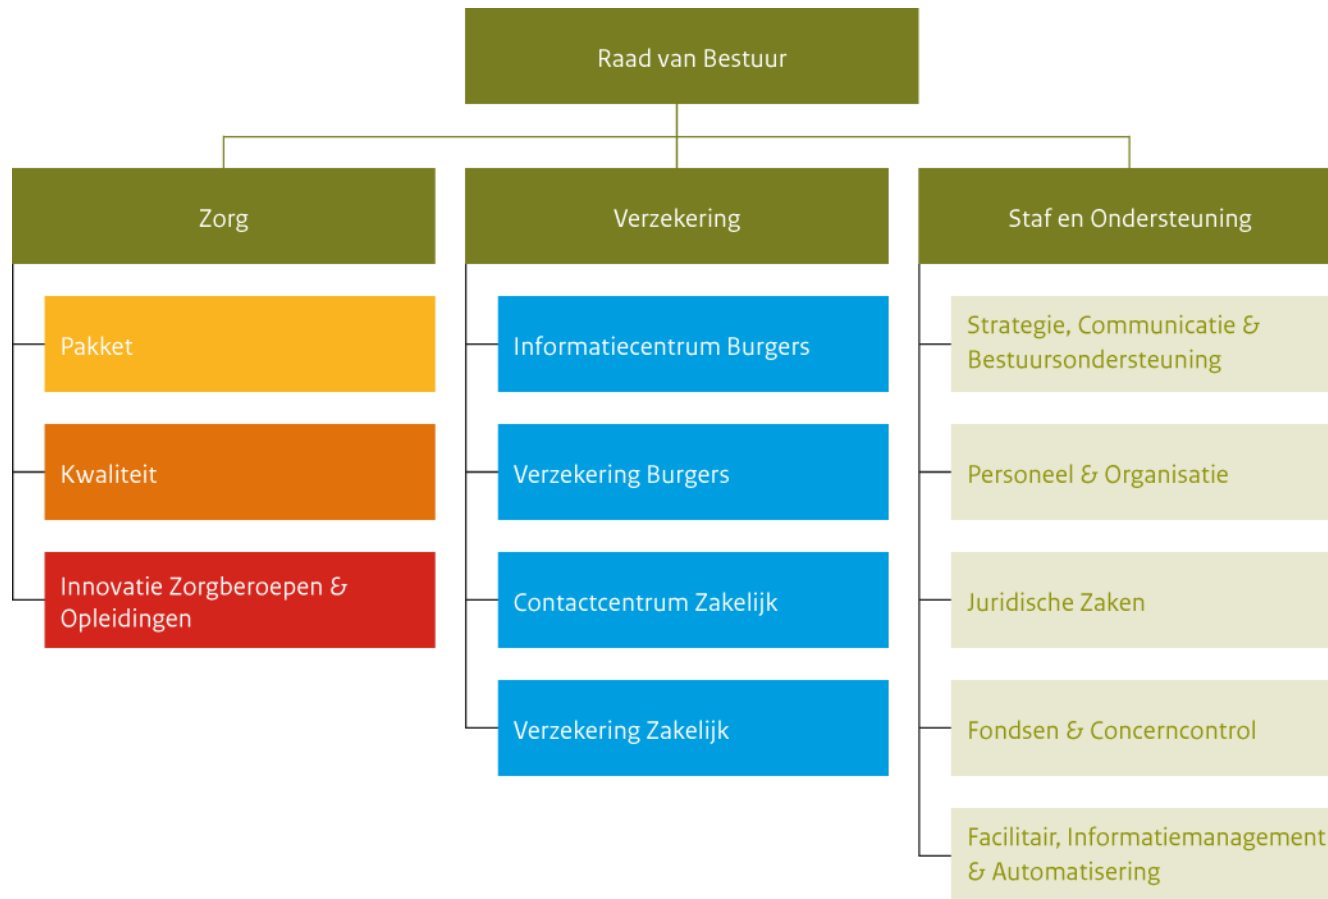 Raad van Bestuur
Zorg
Verzekering
Staf en Ondersteuning
Pakket
Kwaliteit
Innovatie Zorgberoepen &
Opleidingen
Informatiecentrum Burgers
Verzekering Burgers
Contactcentrum Zakelijk
Verzekering Zakelijk
Strategie, Communicatie &
Bestuursondersteuning
Personeel & Organisatie
Juridische Zaken
Fondsen & Concerncontrol
Facilitair, Informatiemanagement
& Automatisering